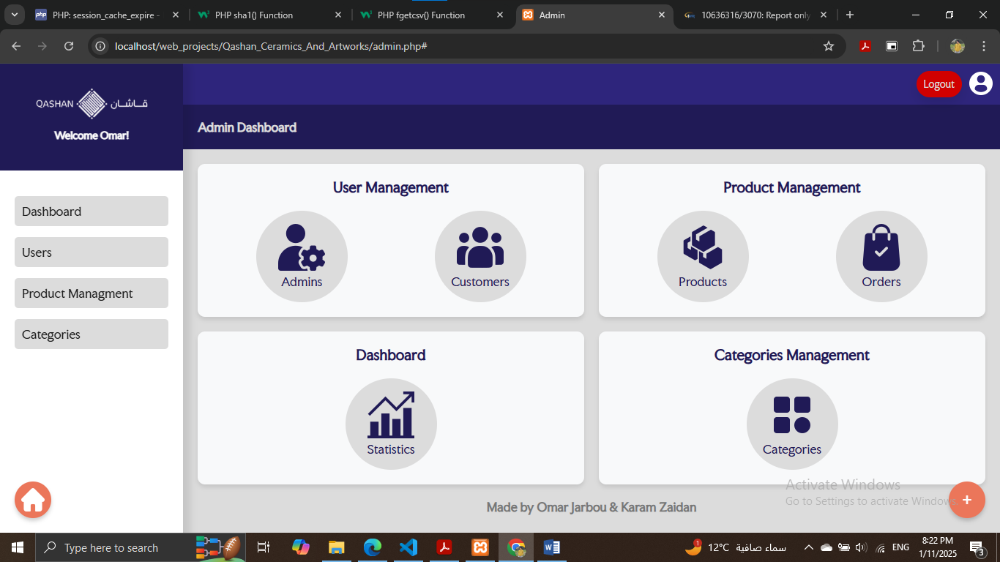 php
PHP: session_cache_expire -
PHP sha1() Function
PHP fgetcsv() Function
Admin
10636316/3070: Report only
localhost/web_projects/Qashan_Ceramics_And_Artworks/admin.php#
Logout
QASHAN قاشان
Welcome Omar!
Admin Dashboard
User Management
Product Management
Dashboard
Users
Product Managment
Categories
Admins
Customers
Products
Orders
Dashboard
Categories Management
Statistics
Categories
Activate Windows
Go to Settings to activate Windows
+
Made by Omar Jarbou & Karam Zaidan
Type here to search
1
12°C سماء صافية
ENG
8:22 PM
1/11/2025
3